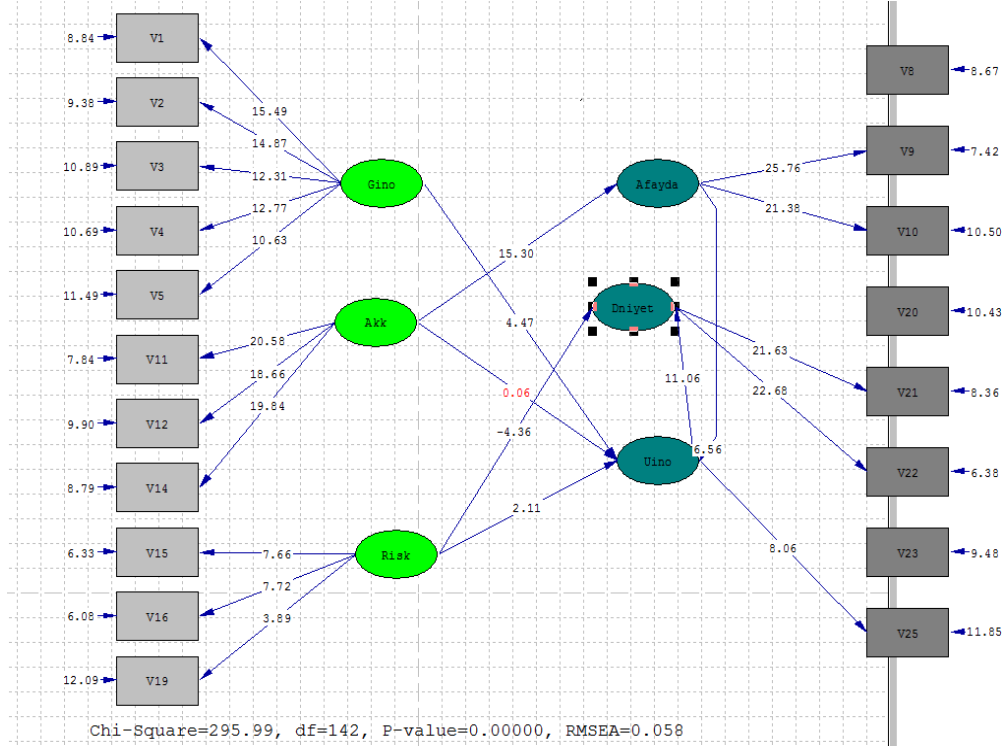 V1
8.84
V2
9.38
V3
10.89
V4
10.69
V5
11.49
V11
7.84
V12
9.90
V14
8.79
V15
6.33
V16
6.08
V19
12.09
15.49
14.87
12.31
12.77
10.63
20.58
18.66
19.84
7.66
7.72
3.89
Gino
Akk
Risk
15.30
4.47
0.06
-4.36
2.11
Afayda
Dniyet
Uino
11.06
6.56
25.76
21.38
21.63
22.68
8.06
V8
8.67
V9
7.42
V10
10.50
V20
10.43
V21
8.36
V22
6.38
V23
9.48
V25
11.85
Chi-Square=295.99, df=142, P-value=0.00000, RMSEA=0.058